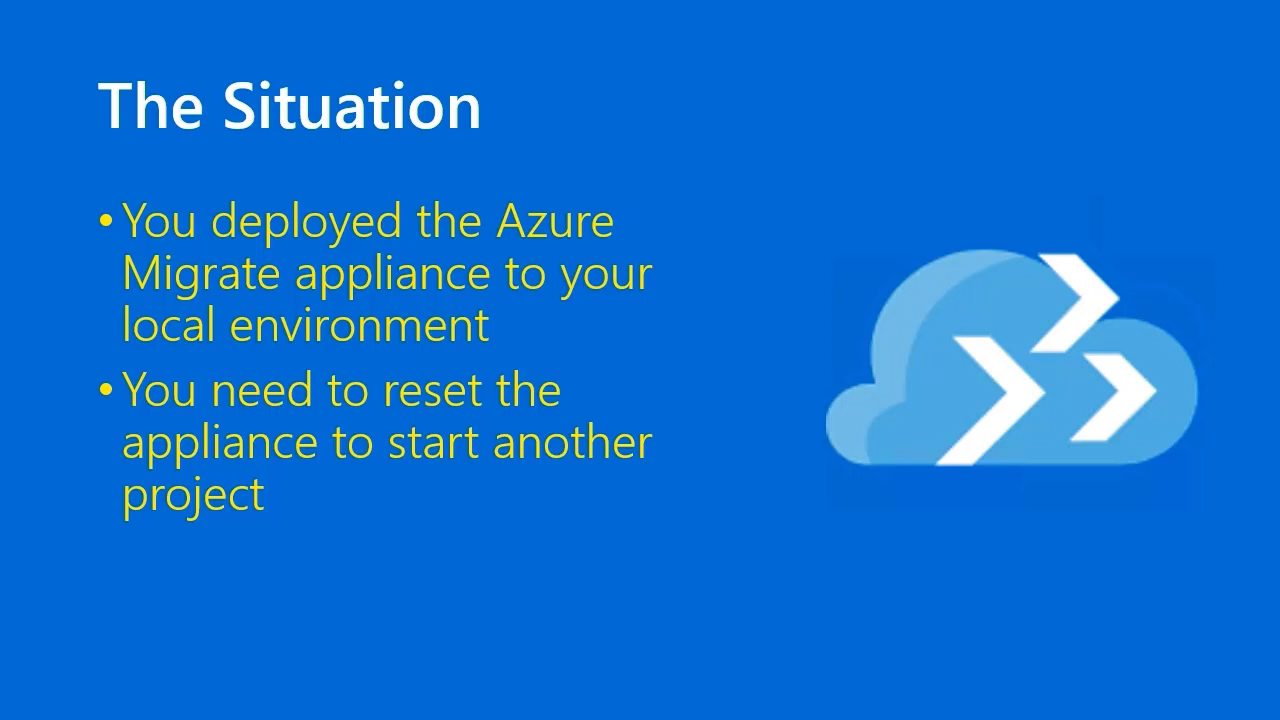 The Situation
• You deployed the Azure
Migrate appliance to your
local environment
• You need to reset the
appliance to start another
project